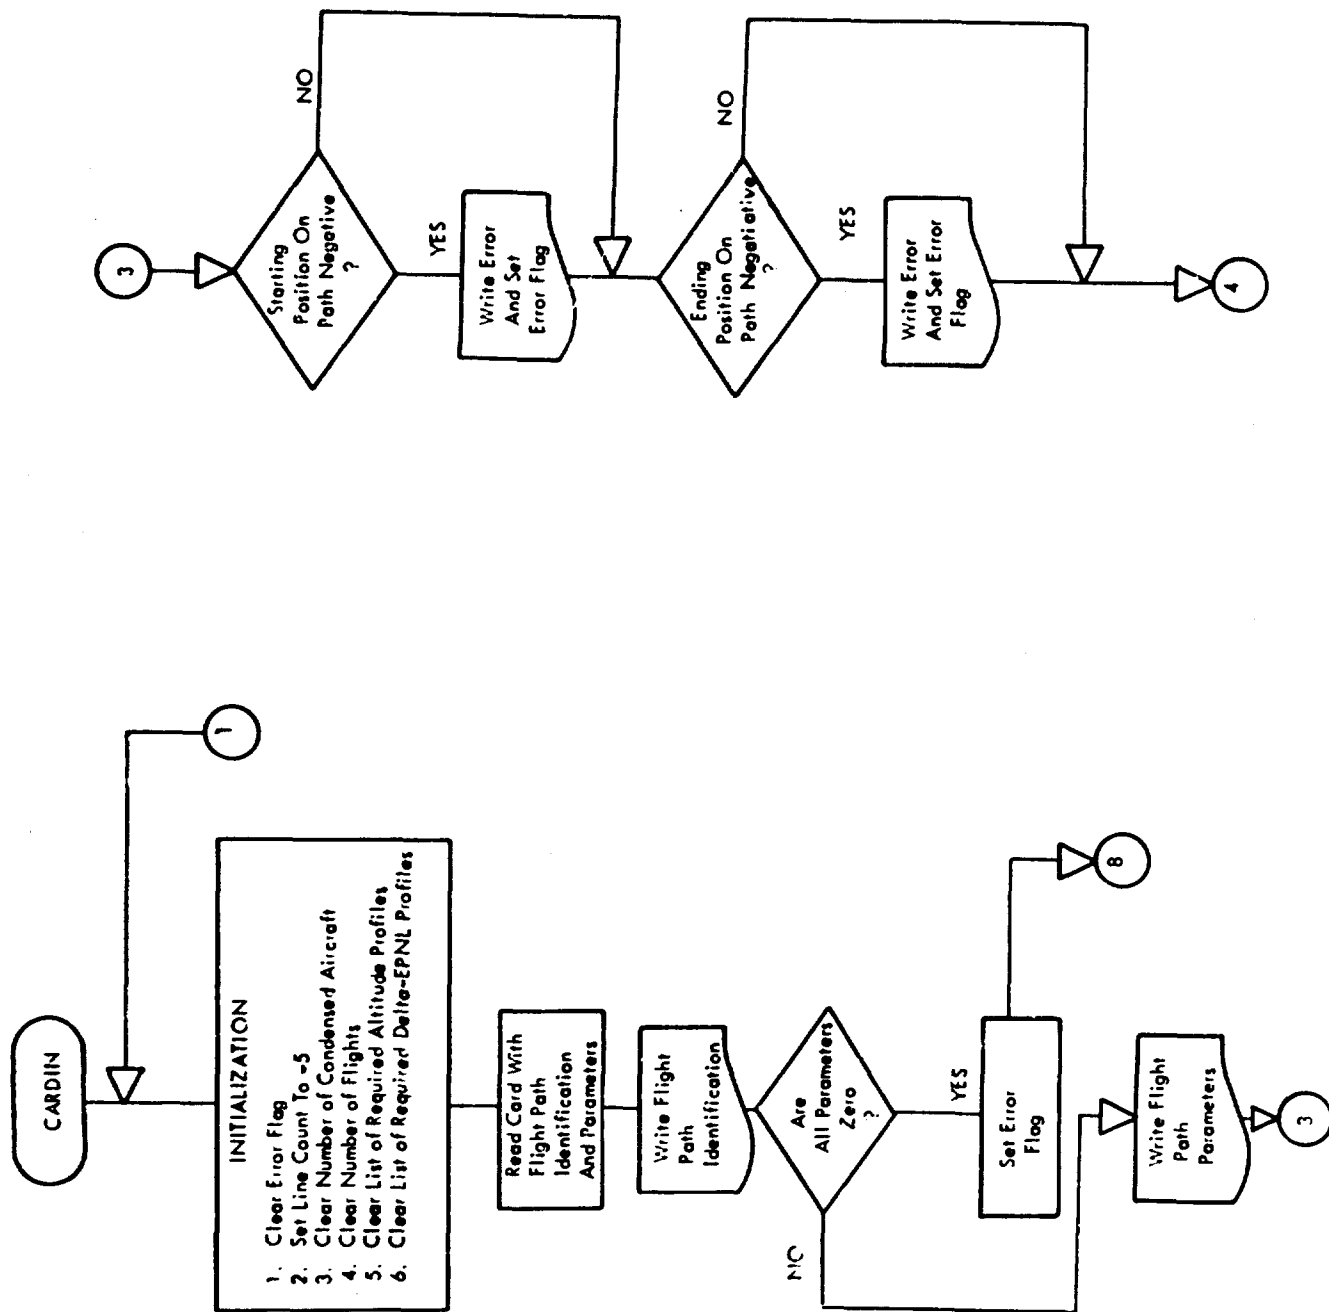 CARDIN
1
INITIALIZATION
1. Clear Error Flag
2. Set Line Count To -5
3. Clear Number of Condensed Aircraft
4. Clear Number of Flights
5. Clear List of Required Altitude Profiles
6. Clear List of Required Delta-EPNL Profiles
Read Card With
Flight Path
Identification
And Parameters
Write Flight
Path
Identification
Are
All Parameters
Zero
?
NO
YES
Set Error
Flag
8
Write Flight
Path
Parameters
3
3
Starting
Position On
Path Negative
?
NO
YES
Write Error
And Set
Error Flag
Ending
Position On
Path Negiative
?
NO
YES
Write Error
And Set Error
Flag
4